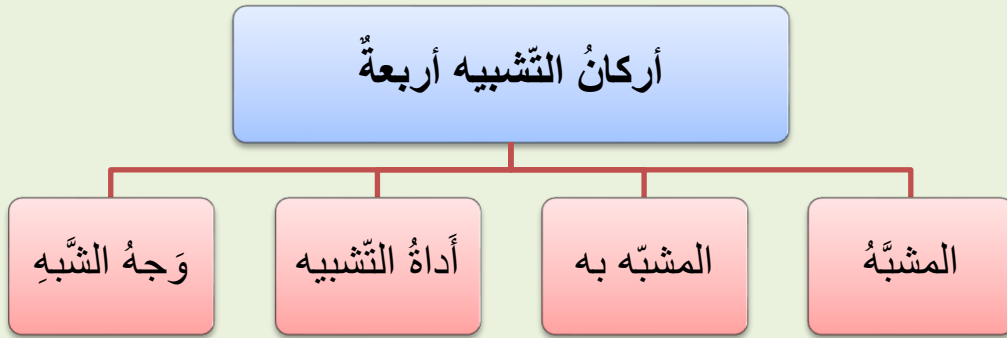 أركانُ التّشبيه أربعةٌ
المشبَّهُ
المشبّه به
أَداةُ التّشبيه
وَجهُ الشَّبهِ